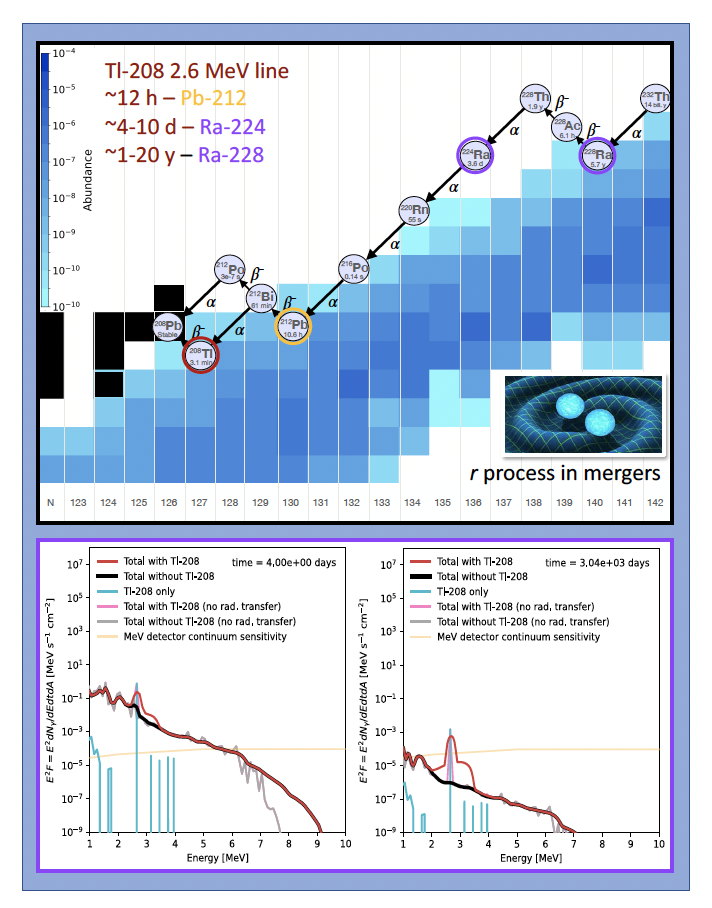 Tl-208 2.6 MeV line
~12 h – Pb-212
~4-10 d – Ra-224
~1-20 y – Ra-228
Abundance
10⁻⁴
10⁻⁵
10⁻⁶
10⁻⁷
10⁻⁸
10⁻⁹
10⁻¹⁰
10⁻¹⁰
²²⁸Th
1.9 y
β⁻
²³²Th
14 bill. y
²²⁸Ac
6.1 h
β⁻
α
α
²²⁴Ra
3.6 d
²²⁸Ra
5.7 y
α
²²⁰Rn
55 s
α
²¹²Po
3e-7 s
β⁻
²¹⁶Po
0.14 s
α
²¹²Bi
61 min
β⁻
α
²⁰⁸Pb
Stable
β⁻
α
²¹²Pb
10.6 h
²⁰⁸Tl
3.1 min
r process in mergers
N 123 124 125 126 127 128 129 130 131 132 133 134 135 136 137 138 139 140 141 142
E²F = E²dNᵧ/dEdtdA [MeV s⁻¹ cm⁻²]
10⁷
10⁵
10³
10¹
10⁻¹
10⁻³
10⁻⁵
10⁻⁷
10⁻⁹
Total with Tl-208
time = 4,00e+00 days
Total without Tl-208
Tl-208 only
Total with Tl-208 (no rad, transfer)
Total without Tl-208 (no rad, transfer)
MeV detector continuum sensitivity
1 2 3 4 5 6 7 8 9 10
Energy [MeV]
E²F = E²dNᵧ/dEdtdA [MeV s⁻¹ cm⁻²]
10⁷
10⁵
10³
10¹
10⁻¹
10⁻³
10⁻⁵
10⁻⁷
10⁻⁹
Total with Tl-208
time = 3,04e+03 days
Total without Tl-208
Tl-208 only
Total with Tl-208 (no rad, transfer)
Total without Tl-208 (no rad, transfer)
MeV detector continuum sensitivity
1 2 3 4 5 6 7 8 9 10
Energy [MeV]